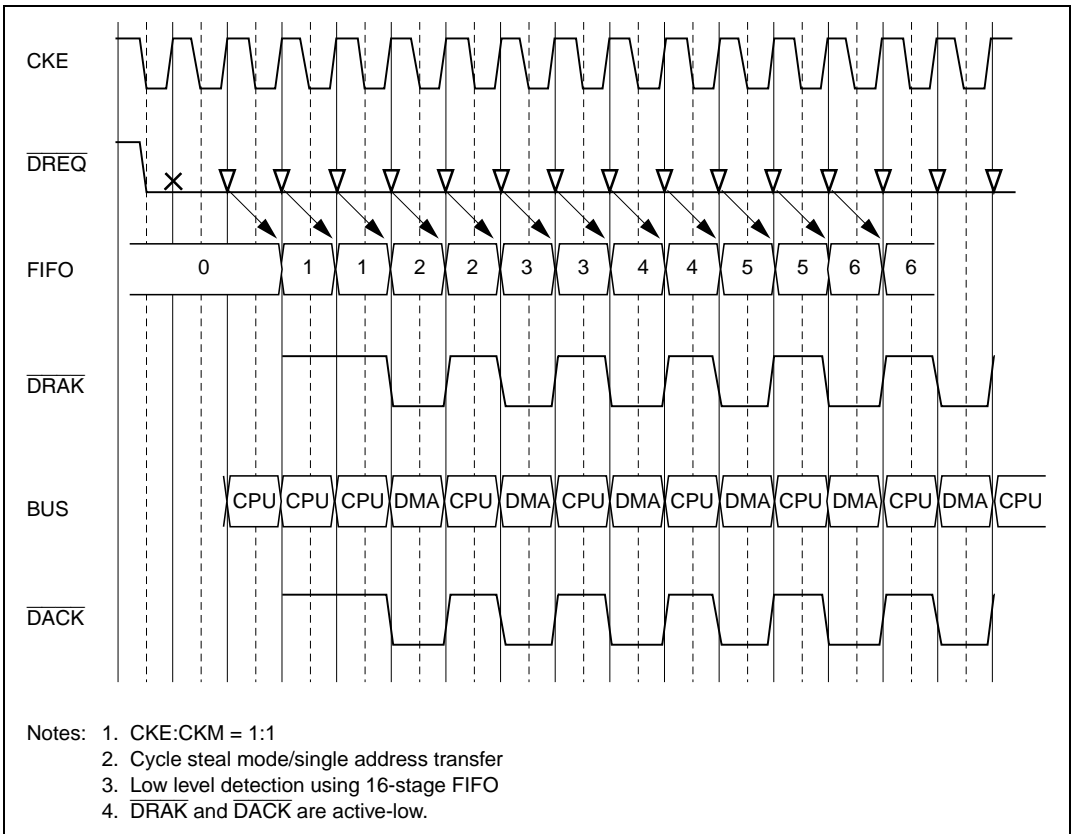 CKE
DREQ
FIFO 0 1 1 2 2 3 3 4 4 5 5 6 6
DRAK
BUS CPU CPU CPU DMA CPU DMA CPU DMA CPU DMA CPU DMA CPU DMA CPU
DACK
Notes: 1. CKE:CKM = 1:1
2. Cycle steal mode/single address transfer
3. Low level detection using 16-stage FIFO
4. DRAK and DACK are active-low.